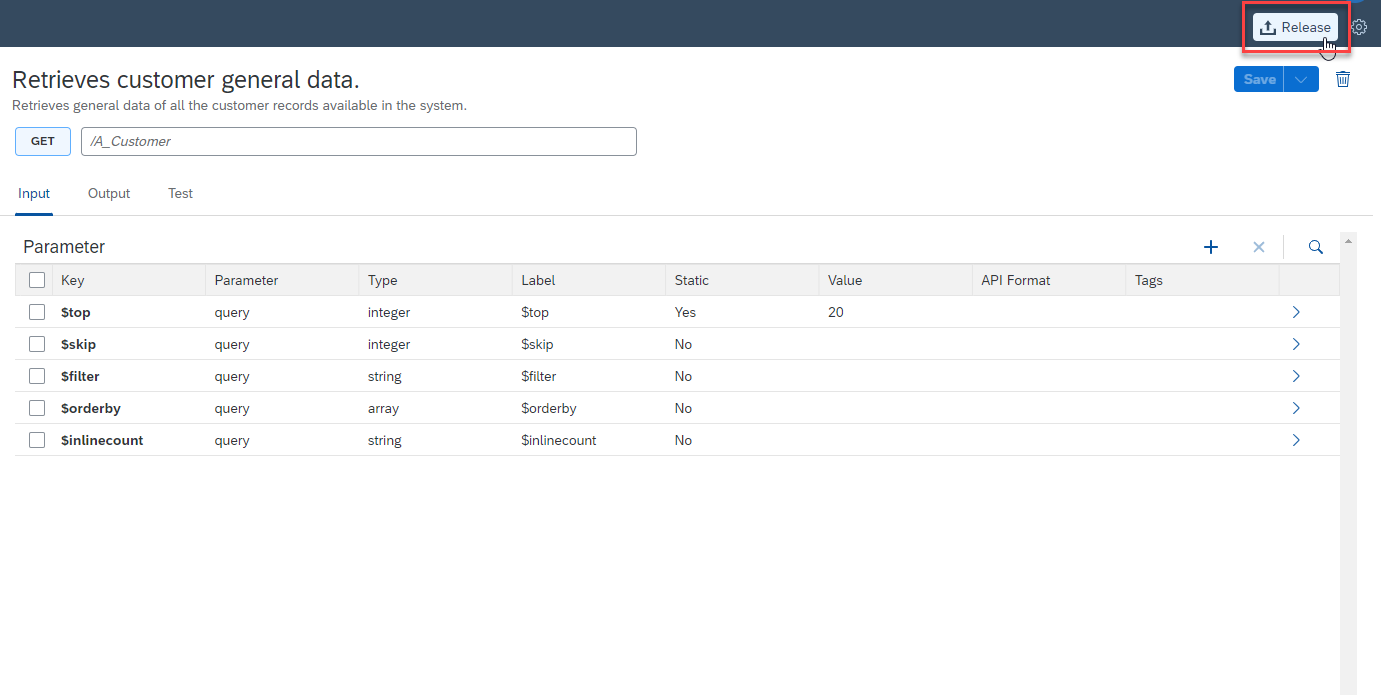 Release
Retrieves customer general data.
Save
Retrieves general data of all the customer records available in the system.
GET /A_Customer
Input Output Test
Parameter
Key Parameter Type Label Static Value API Format Tags
$top query integer $top Yes 20
$skip query integer $skip No
$filter query string $filter No
$orderby query array $orderby No
$inlinecount query string $inlinecount No